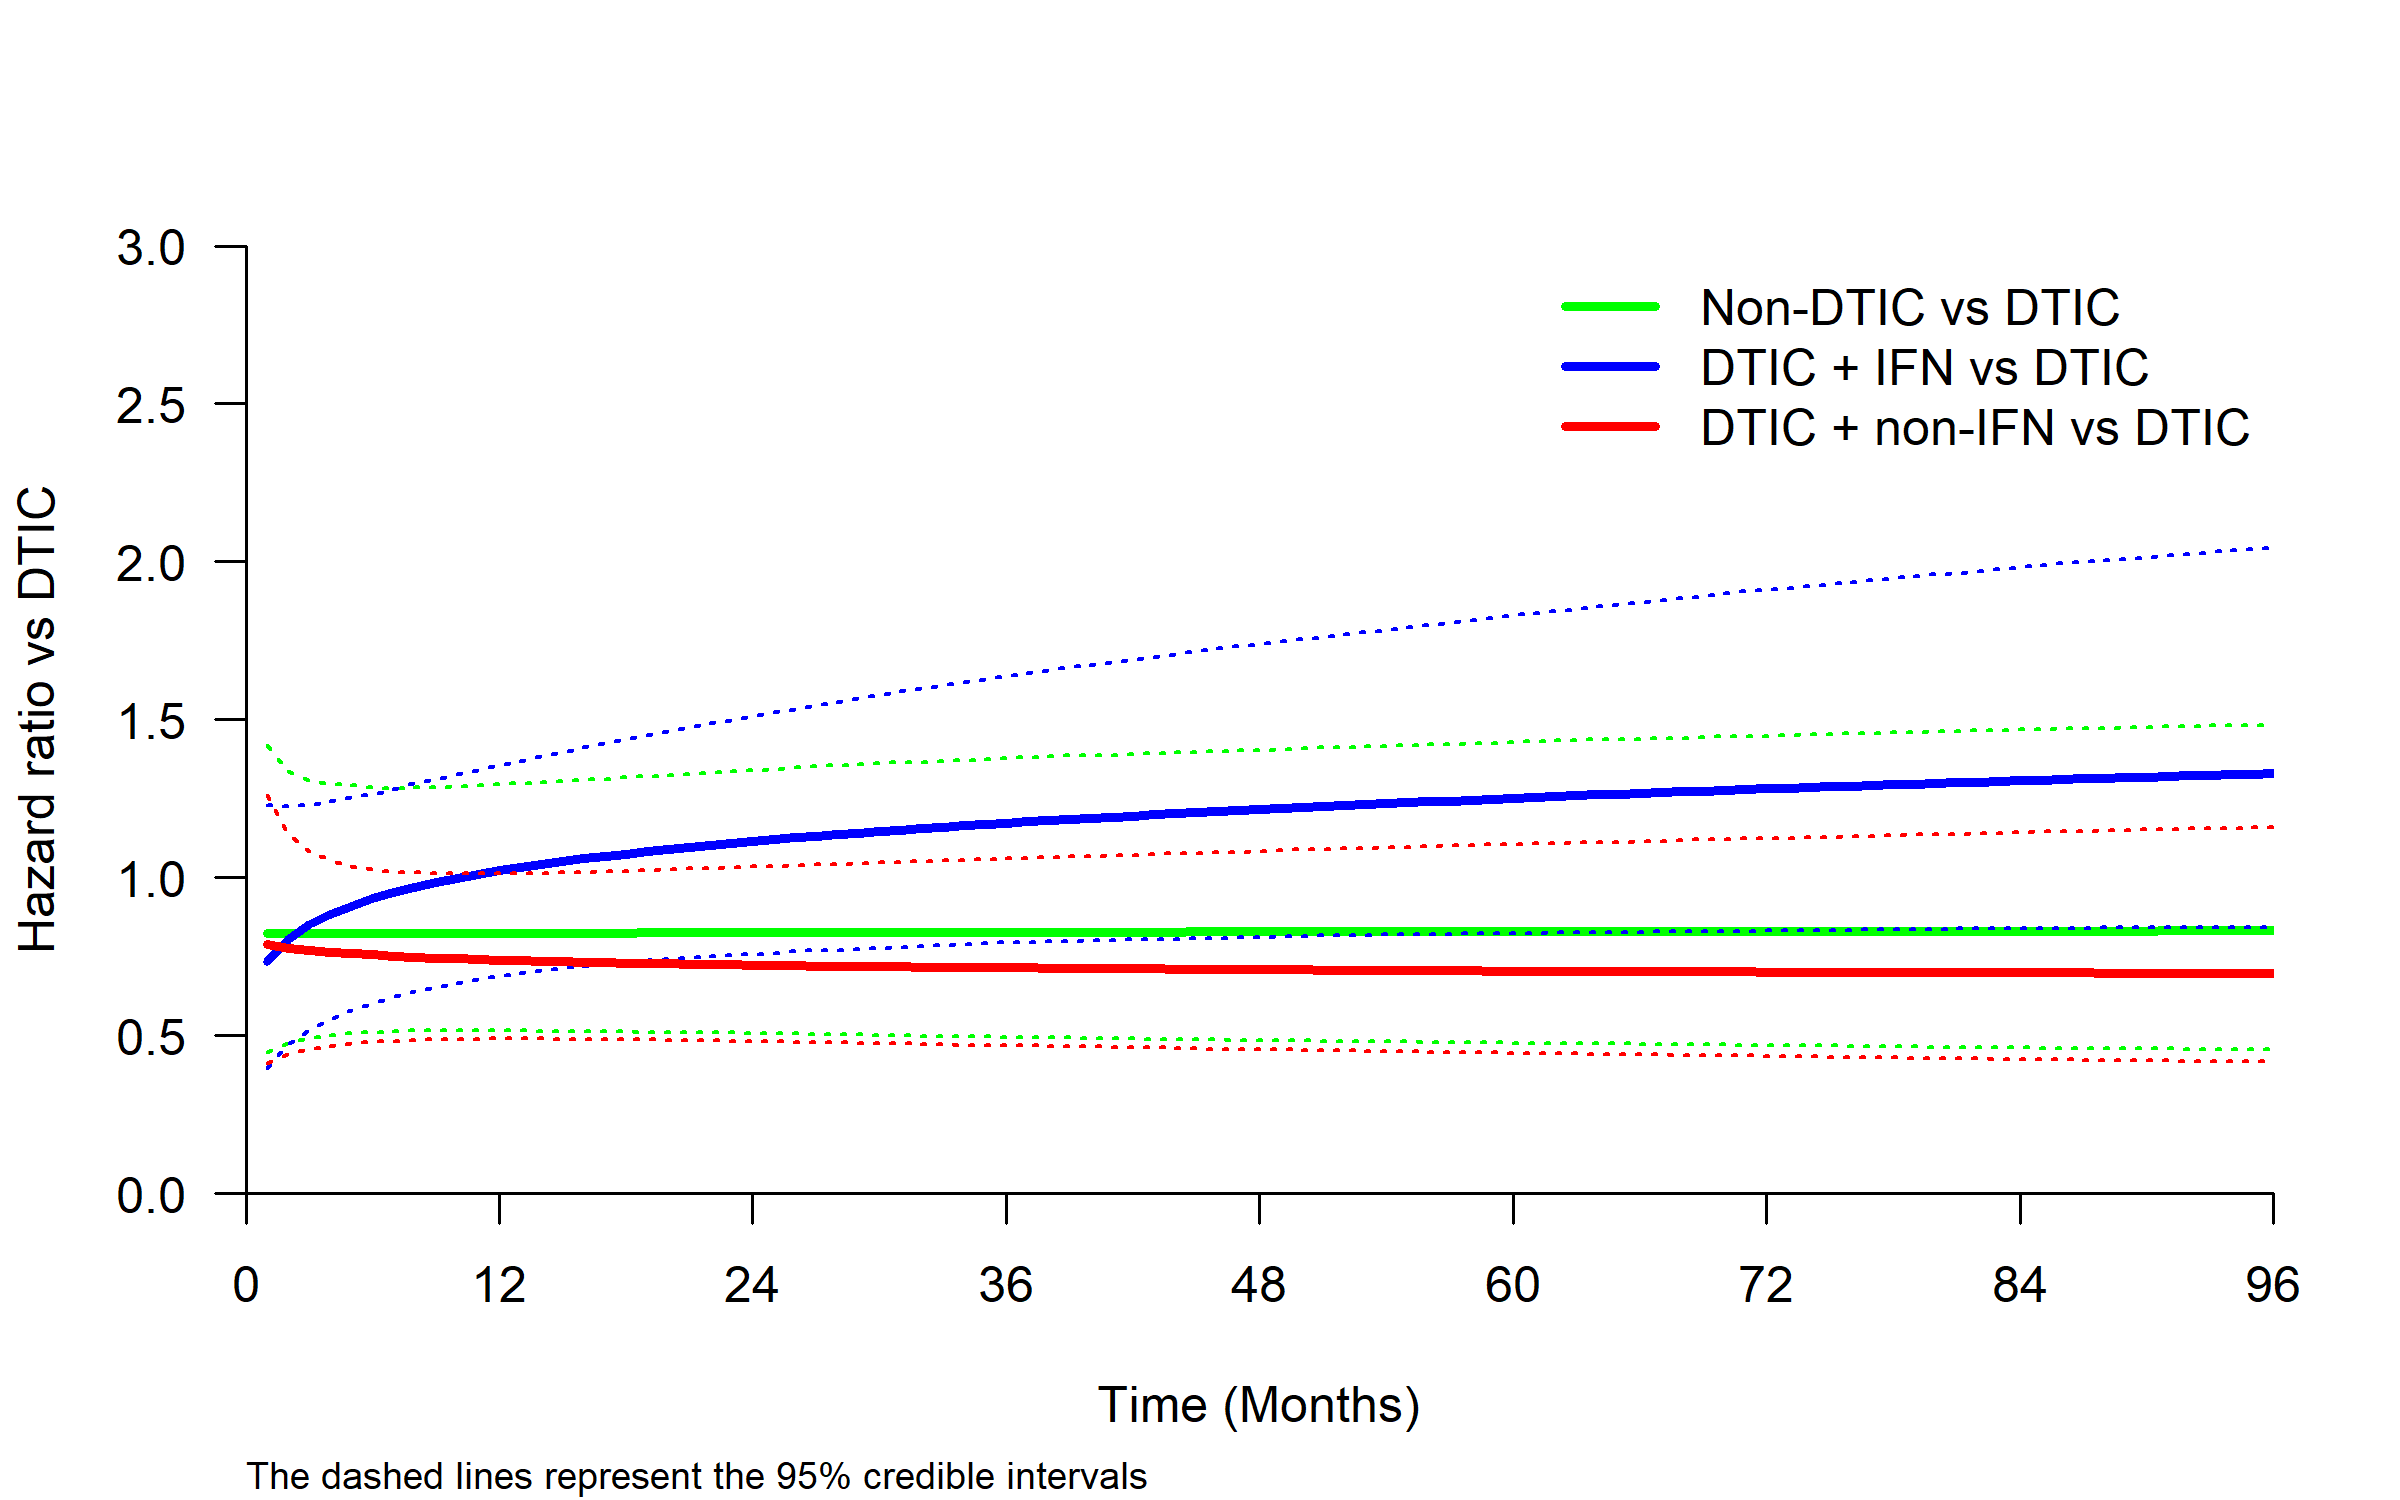 3.0
2.5
2.0
1.5
1.0
0.5
0.0
Hazard ratio vs DTIC
Non-DTIC vs DTIC
DTIC + IFN vs DTIC
DTIC + non-IFN vs DTIC
0 12 24 36 48 60 72 84 96
Time (Months)
The dashed lines represent the 95% credible intervals